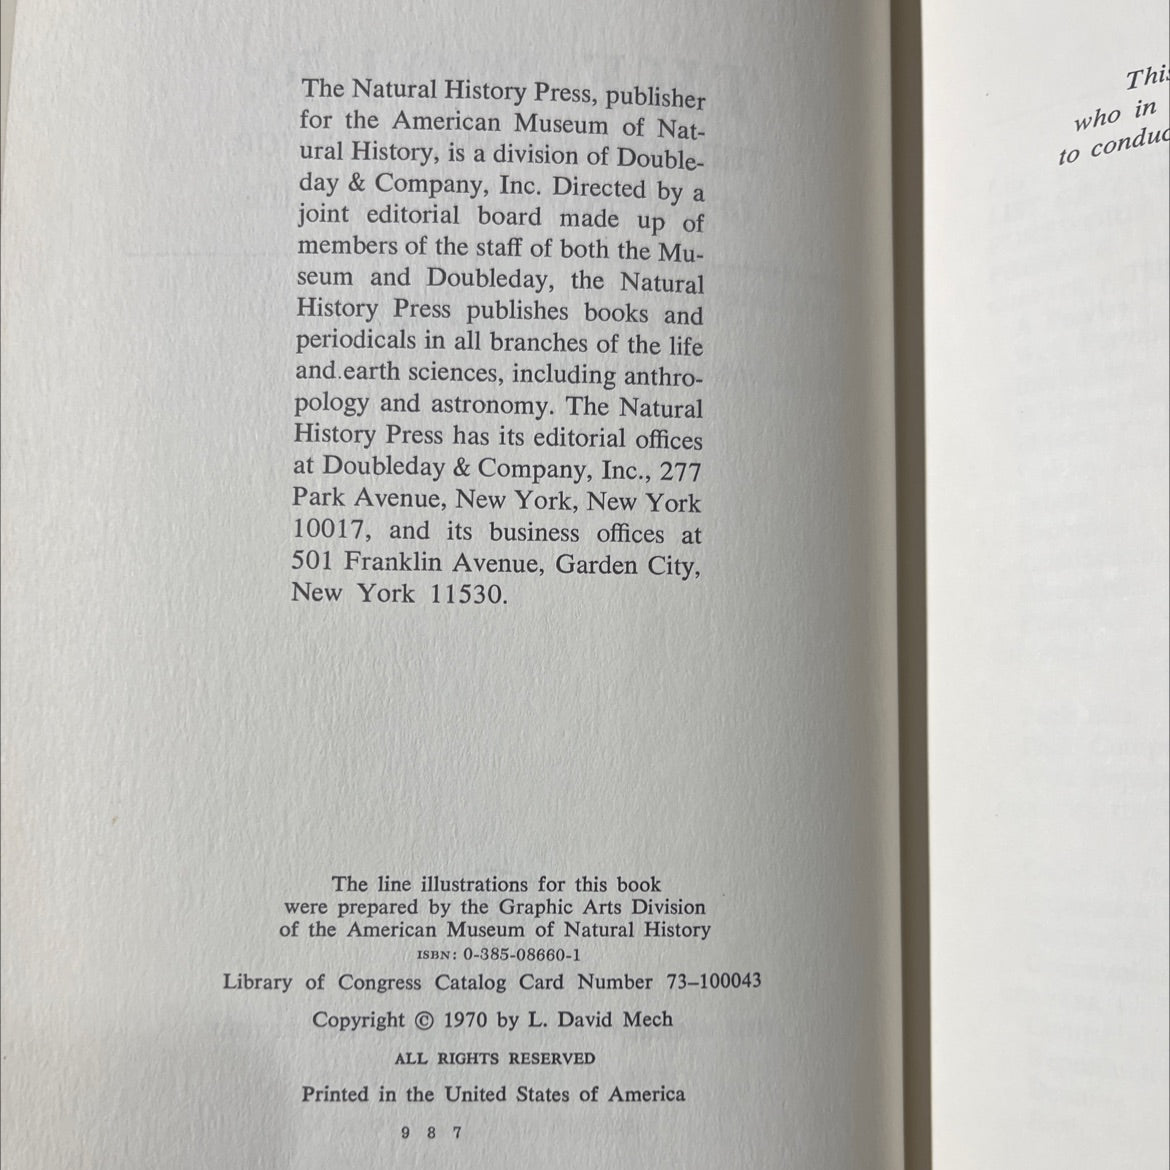 The Natural History Press, publisher
for the American Museum of Nat-
ural History, is a division of Double-
day & Company, Inc. Directed by a
joint editorial board made up of
members of the staff of both the Mu-
seum and Doubleday, the Natural
History Press publishes books and
periodicals in all branches of the life
and.earth sciences, including anthro-
pology and astronomy. The Natural
History Press has its editorial offices
at Doubleday & Company, Inc., 277
Park Avenue, New York, New York
10017, and its business offices at
501 Franklin Avenue, Garden City,
New York 11530.
The line illustrations for this book
were prepared by the Graphic Arts Division
of the American Museum of Natural History
ISBN: 0-385-08660-1
Library of Congress Catalog Card Number 73–100043
Copyright © 1970 by L. David Mech
ALL RIGHTS RESERVED
Printed in the United States of America
9 8 7
This
who in
to conduc